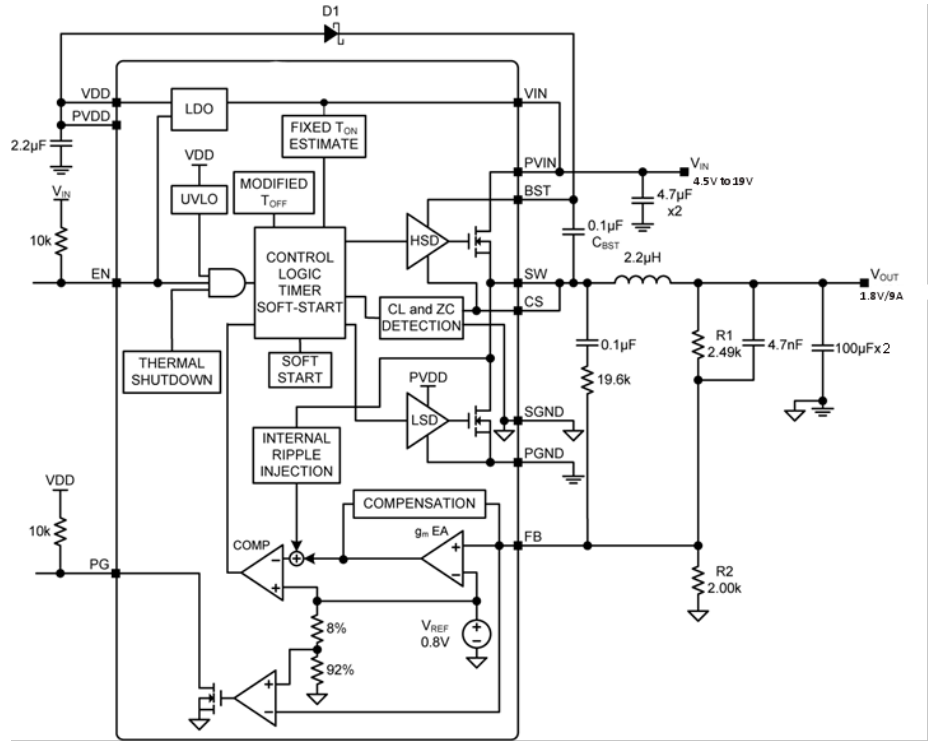 D1
VDD
LDO
VIN
PVDD
2.2µF
FIXED TON
ESTIMATE
VDD
PVIN
VIN
4.5V to 19V
VIN
UVLO
MODIFIED
TOFF
BST
4.7µF
x2
10k
HSD
0.1µF
CBST
2.2µH
CONTROL
LOGIC
TIMER
SOFT-START
EN
SW
VOUT
1.8V/9A
CS
CL and ZC
DETECTION
THERMAL
SHUTDOWN
SOFT
START
0.1µF
R1
2.49k
4.7nF
100µFx2
19.6k
PVDD
LSD
SGND
INTERNAL
RIPPLE
INJECTION
PGND
VDD
COMPENSATION
10k
gm EA
COMP
FB
PG
R2
2.00k
8%
VREF
0.8V
92%
+
−
+
−
+
−
+
−
+